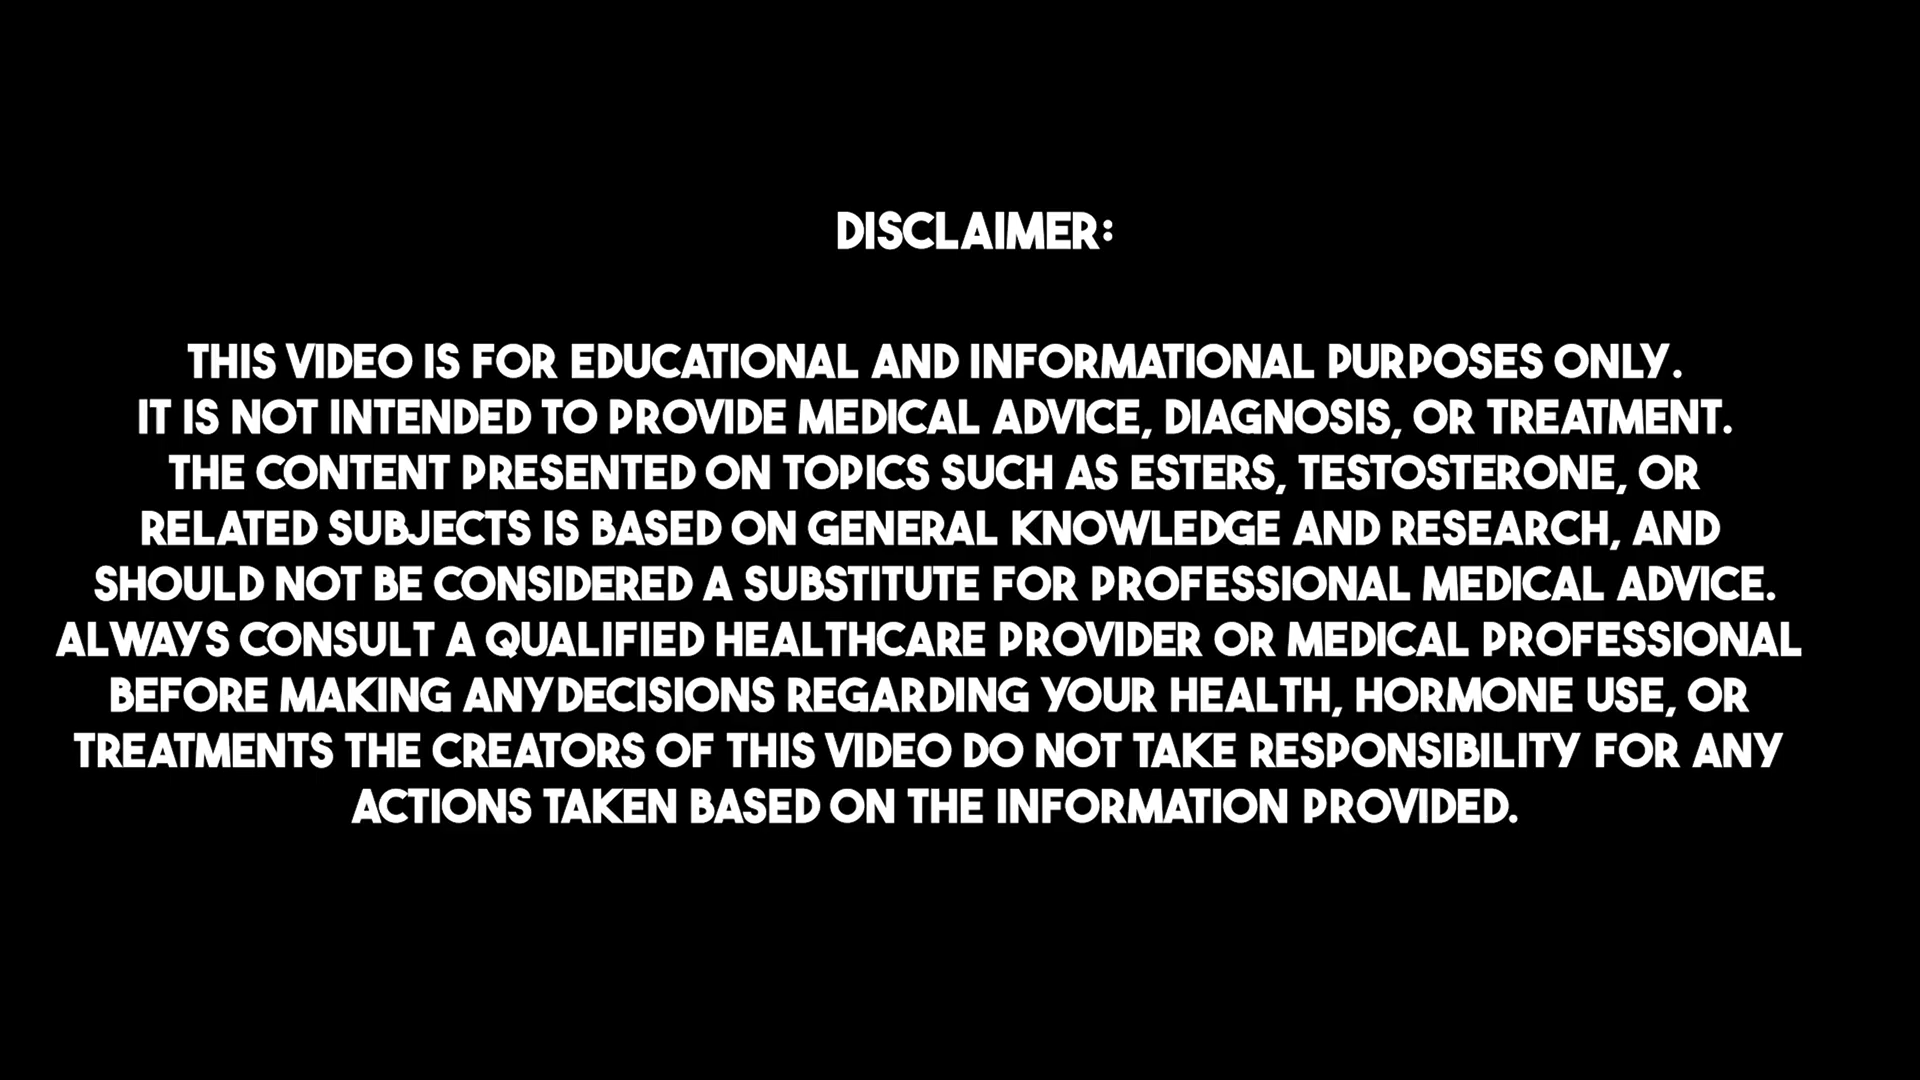 DISCLAIMER:
THIS VIDEO IS FOR EDUCATIONAL AND INFORMATIONAL PURPOSES ONLY.
IT IS NOT INTENDED TO PROVIDE MEDICAL ADVICE, DIAGNOSIS, OR TREATMENT.
THE CONTENT PRESENTED ON TOPICS SUCH AS ESTERS, TESTOSTERONE, OR
RELATED SUBJECTS IS BASED ON GENERAL KNOWLEDGE AND RESEARCH, AND
SHOULD NOT BE CONSIDERED A SUBSTITUTE FOR PROFESSIONAL MEDICAL ADVICE.
ALWAYS CONSULT A QUALIFIED HEALTHCARE PROVIDER OR MEDICAL PROFESSIONAL
BEFORE MAKING ANYDECISIONS REGARDING YOUR HEALTH, HORMONE USE, OR
TREATMENTS THE CREATORS OF THIS VIDEO DO NOT TAKE RESPONSIBILITY FOR ANY
ACTIONS TAKEN BASED ON THE INFORMATION PROVIDED.